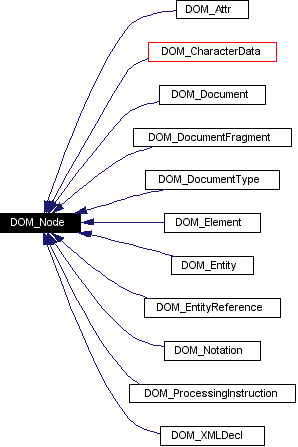 DOM_Attr
DOM_CharacterData
DOM_Document
DOM_DocumentFragment
DOM_DocumentType
DOM_Node
DOM_Element
DOM_Entity
DOM_EntityReference
DOM_Notation
DOM_ProcessingInstruction
DOM_XMLDecl